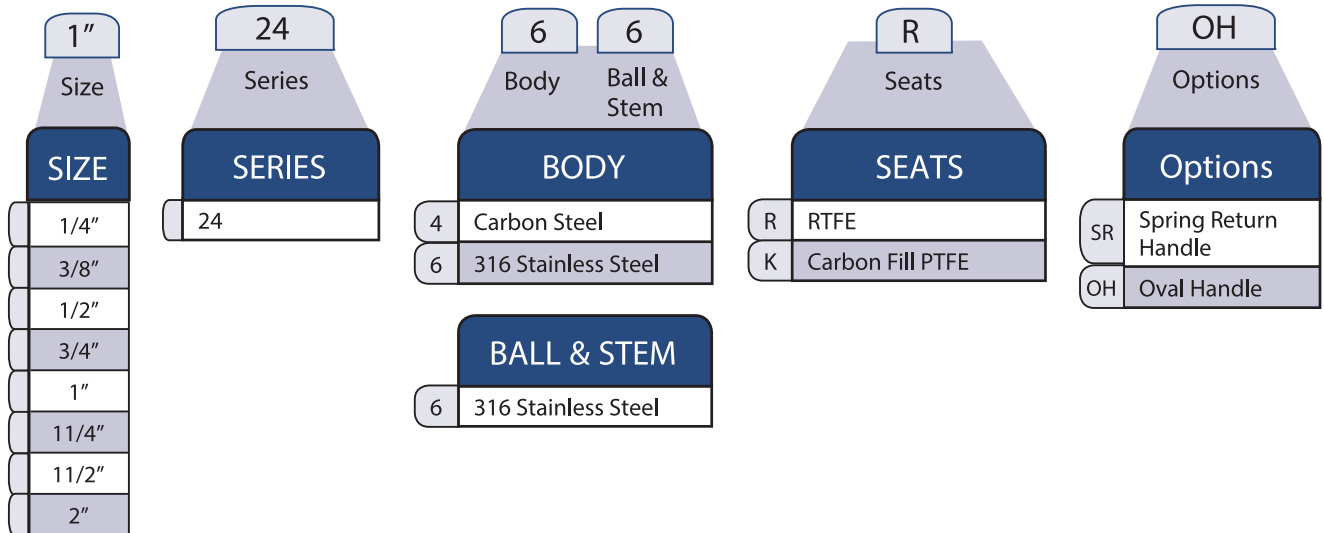 1”
24
6
6
R
OH
Size
Series
Body
Ball &
Stem
Seats
Options
SIZE
1/4”
3/8”
1/2”
3/4”
1”
11/4”
11/2”
2”
SERIES
24
BODY
4 Carbon Steel
6 316 Stainless Steel
BALL & STEM
6 316 Stainless Steel
SEATS
R RTFE
K Carbon Fill PTFE
Options
SR Spring Return
Handle
OH Oval Handle